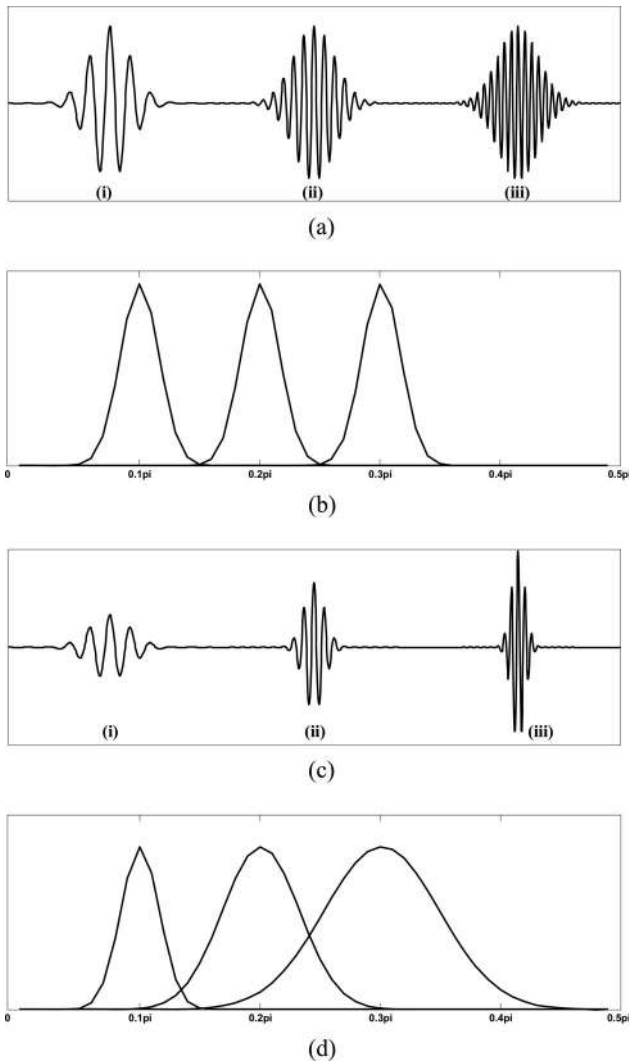 (i) (ii) (iii)
(a)
0 0.1pi 0.2pi 0.3pi 0.4pi 0.5pi
(b)
(i) (ii) (iii)
(c)
0 0.1pi 0.2pi 0.3pi 0.4pi 0.5pi
(d)